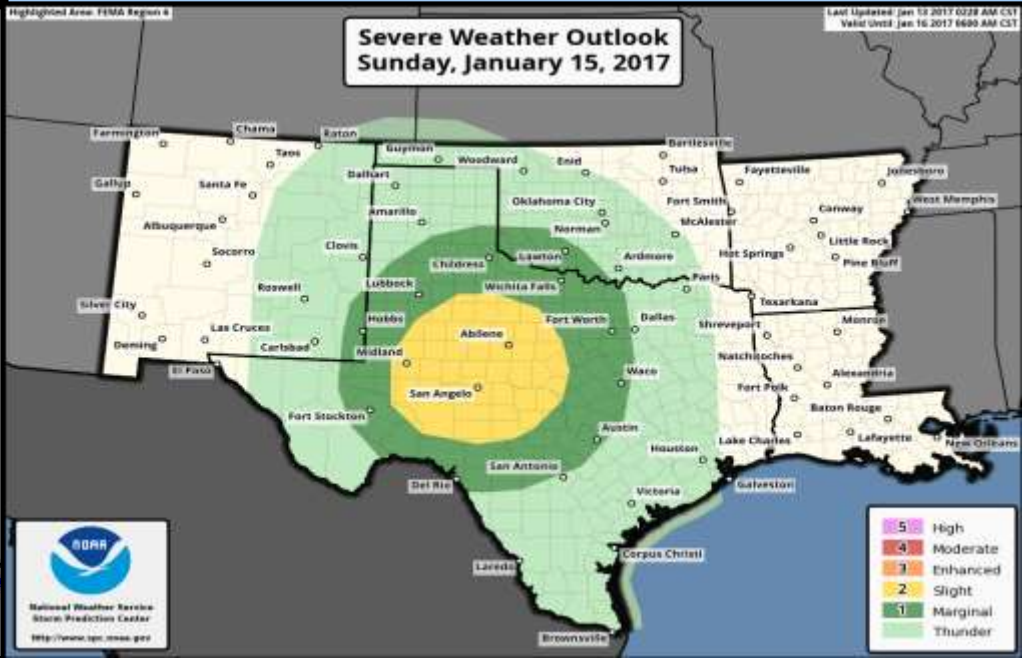 Highlighted Area: FEMA Region 6
Last Updated: Jan 13 2017 0228 AM CST
Valid Until: Jan 16 2017 0600 AM CST
Severe Weather Outlook
Sunday, January 15, 2017
Farmington
Chama
Raton
Guymon
Bartlesville
Taos
Woodward
Enid
Tulsa
Fayetteville
Jonesboro
Gallup
Santa Fe
Dalhart
Fort Smith
West Memphis
Oklahoma City
Amarillo
McAlester
Conway
Albuquerque
Norman
Socorro
Clovis
Childress
Lawton
Ardmore
Hot Springs
Little Rock
Pine Bluff
Roswell
Lubbock
Wichita Falls
Paris
Texarkana
Silver City
Las Cruces
Hobbs
Fort Worth
Dallas
Shreveport
Monroe
Deming
Carlsbad
Midland
Abilene
Natchitoches
El Paso
Waco
Alexandria
San Angelo
Fort Polk
Fort Stockton
Baton Rouge
Austin
Houston
Lake Charles
Lafayette
New Orleans
San Antonio
Del Rio
Victoria
Galveston
Corpus Christi
Laredo
Brownsville
NOAA
National Weather Service
Storm Prediction Center
http://www.spc.noaa.gov
5 High
4 Moderate
3 Enhanced
2 Slight
1 Marginal
Thunder